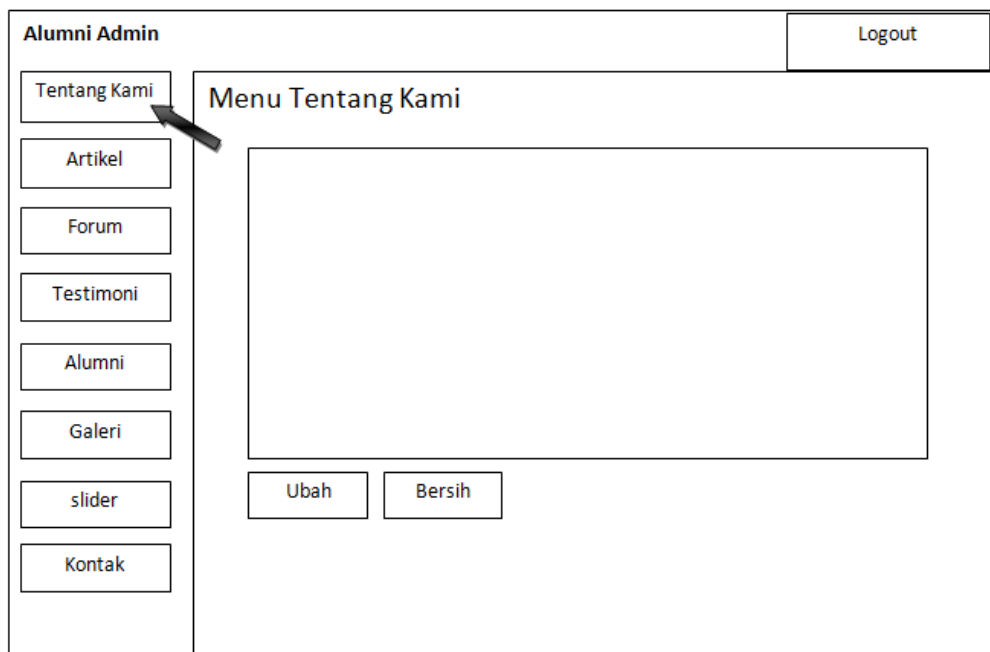 Alumni Admin
Logout
Tentang Kami
Menu Tentang Kami
Artikel
Forum
Testimoni
Alumni
Galeri
slider
Kontak
Ubah
Bersih